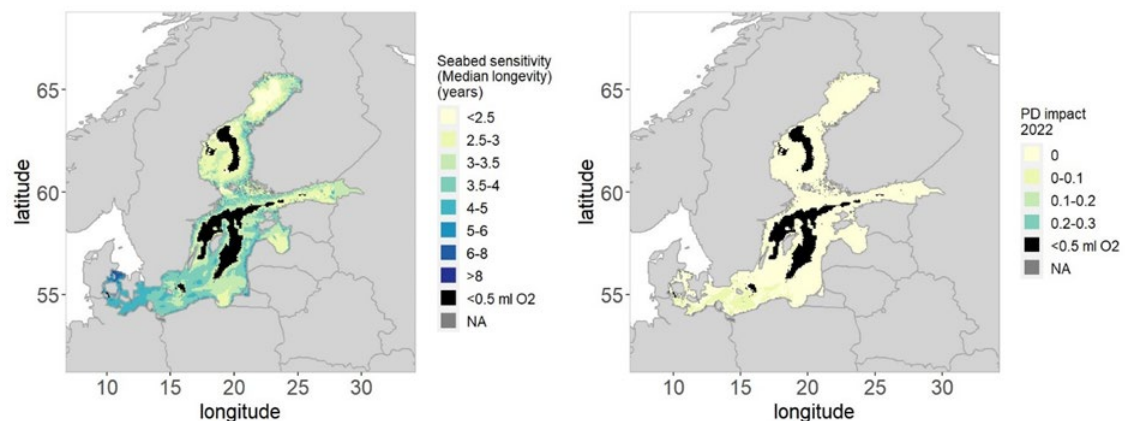 Seabed sensitivity
(Median longevity)
(years)
<2.5
2.5-3
3-3.5
3.5-4
4-5
5-6
6-8
>8
<0.5 ml O2
NA
65
60
55
latitude
10 15 20 25 30
longitude
PD impact
2022
0
0-0.1
0.1-0.2
0.2-0.3
<0.5 ml O2
NA
65
60
55
latitude
10 15 20 25 30
longitude